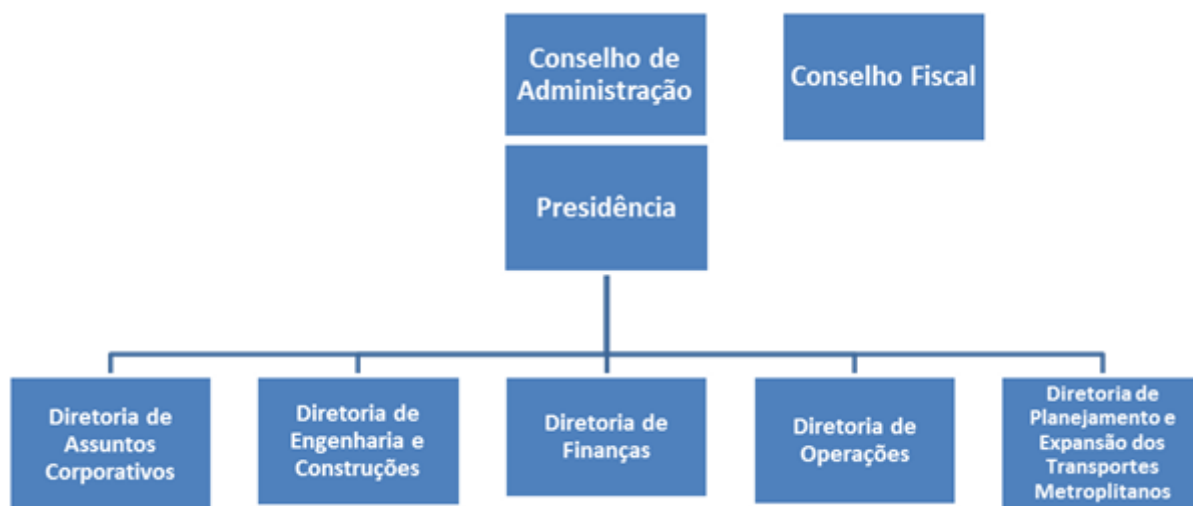 Conselho de
Administração
Conselho Fiscal
Presidência
Diretoria de
Assuntos
Corporativos
Diretoria de
Engenharia e
Construções
Diretoria de
Finanças
Diretoria de
Operações
Diretoria de
Planejamento e
Expansão dos
Transportes
Metroplitanos